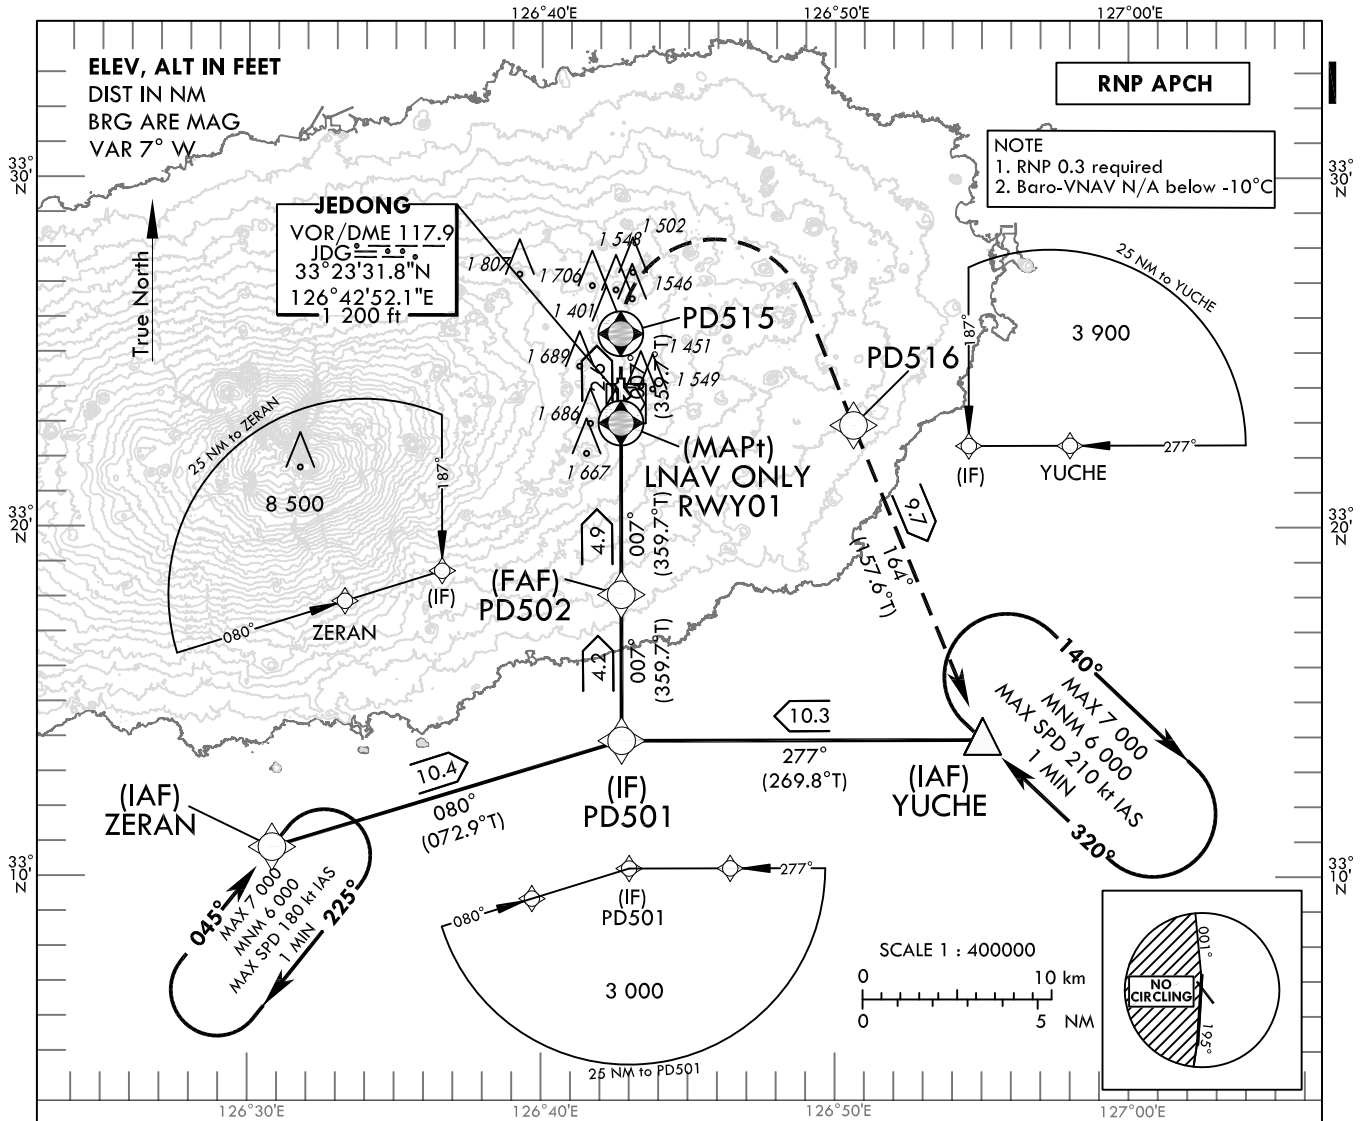 126°40'E
126°50'E
127°00'E
ELEV, ALT IN FEET
DIST IN NM
BRG ARE MAG
VAR 7° W
RNP APCH
NOTE
1. RNP 0.3 required
2. Baro-VNAV N/A below -10°C
33°
30'
N
33°
30'
N
True North
JEDONG
VOR/DME 117.9
JDG
33°23'31.8"N
126°42'52.1"E
1 200 ft
1 807
1 706
1 548
1 502
1 546
1 401
PD515
1 689
1 451
1 549
(359.7°T)
1 686
1 667
(MAPt)
LNAV ONLY
RWY01
PD516
25 NM to YUCHE
3 900
187°
277°
(IF)
YUCHE
25 NM to ZERAN
8 500
187°
080°
ZERAN
(IF)
33°
20'
N
33°
20'
N
4.9
007°
(359.7°T)
9.7
164°
(157.6°T)
(FAF)
PD502
4.2
007°
(359.7°T)
140°
MAX 7 000
MNM 6 000
MAX SPD 210 kt IAS
1 MIN
320°
10.3
277°
(269.8°T)
(IAF)
YUCHE
10.4
080°
(072.9°T)
(IF)
PD501
(IAF)
ZERAN
045°
MAX 7 000
MNM 6 000
MAX SPD 180 kt IAS
1 MIN
225°
33°
10'
N
33°
10'
N
277°
080°
(IF)
PD501
3 000
25 NM to PD501
SCALE 1 : 400000
0
10 km
0
5
NM
001°
NO
CIRCLING
195°
126°30'E
126°40'E
126°50'E
127°00'E